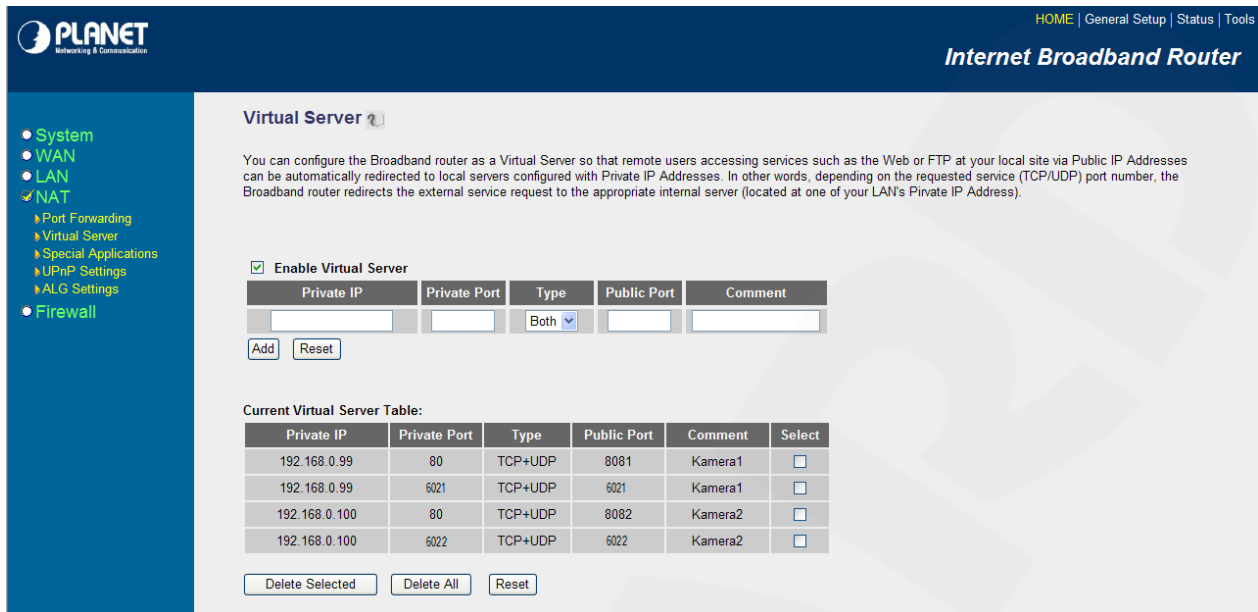 PLANET
Networking & Communication
HOME | General Setup | Status | Tools
Internet Broadband Router
System
WAN
LAN
NAT
Port Forwarding
Virtual Server
Special Applications
UPnP Settings
ALG Settings
Firewall
Virtual Server
You can configure the Broadband router as a Virtual Server so that remote users accessing services such as the Web or FTP at your local site via Public IP Addresses
can be automatically redirected to local servers configured with Private IP Addresses. In other words, depending on the requested service (TCP/UDP) port number, the
Broadband router redirects the external service request to the appropriate internal server (located at one of your LAN's Pirvate IP Address).
Enable Virtual Server
Private IP Private Port Type Public Port Comment
Both
Add Reset
Current Virtual Server Table:
Private IP Private Port Type Public Port Comment Select
192.168.0.99 80 TCP+UDP 8081 Kamera1
192.168.0.99 6021 TCP+UDP 6021 Kamera1
192.168.0.100 80 TCP+UDP 8082 Kamera2
192.168.0.100 6022 TCP+UDP 6022 Kamera2
Delete Selected Delete All Reset